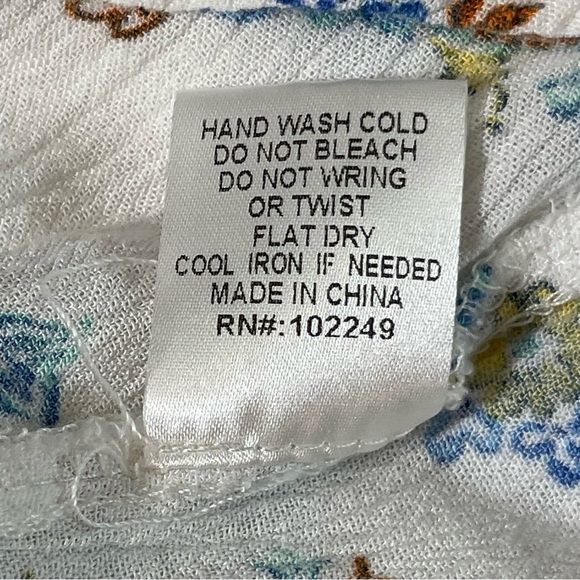 HAND WASH COLD
DO NOT BLEACH
DO NOT WRING
OR TWIST
FLAT DRY
COOL IRON IF NEEDED
MADE IN CHINA
RN#:102249